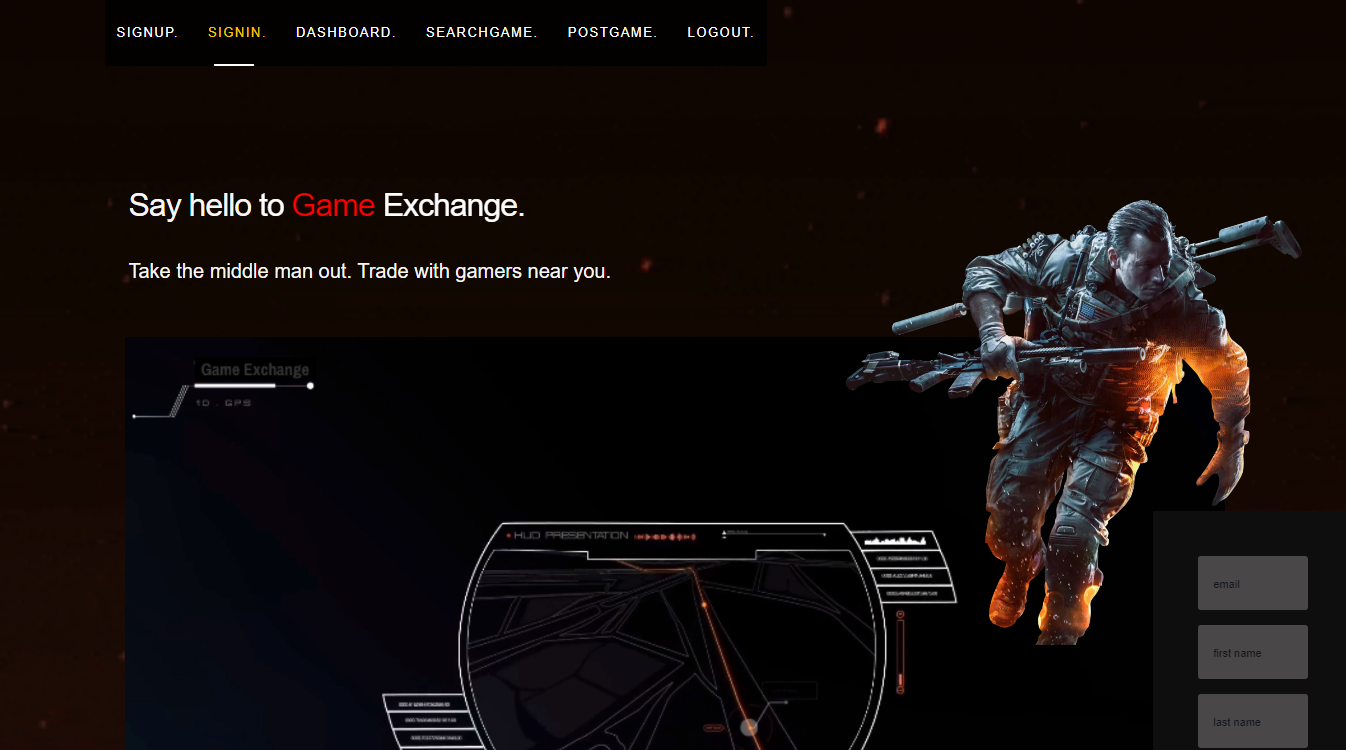 SIGNUP. SIGNIN. DASHBOARD. SEARCHGAME. POSTGAME. LOGOUT.
Say hello to Game Exchange.
Take the middle man out. Trade with gamers near you.
Game Exchange
10 . GPS
HUD PRESENTATION
email
first name
last name